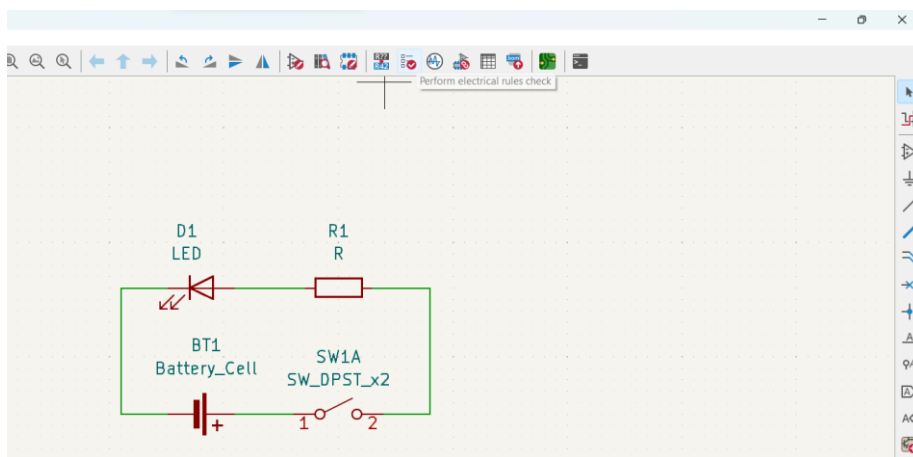 Perform electrical rules check
D1
LED
R1
R
BT1
Battery_Cell
+
SW1A
SW_DPST_x2
1
2